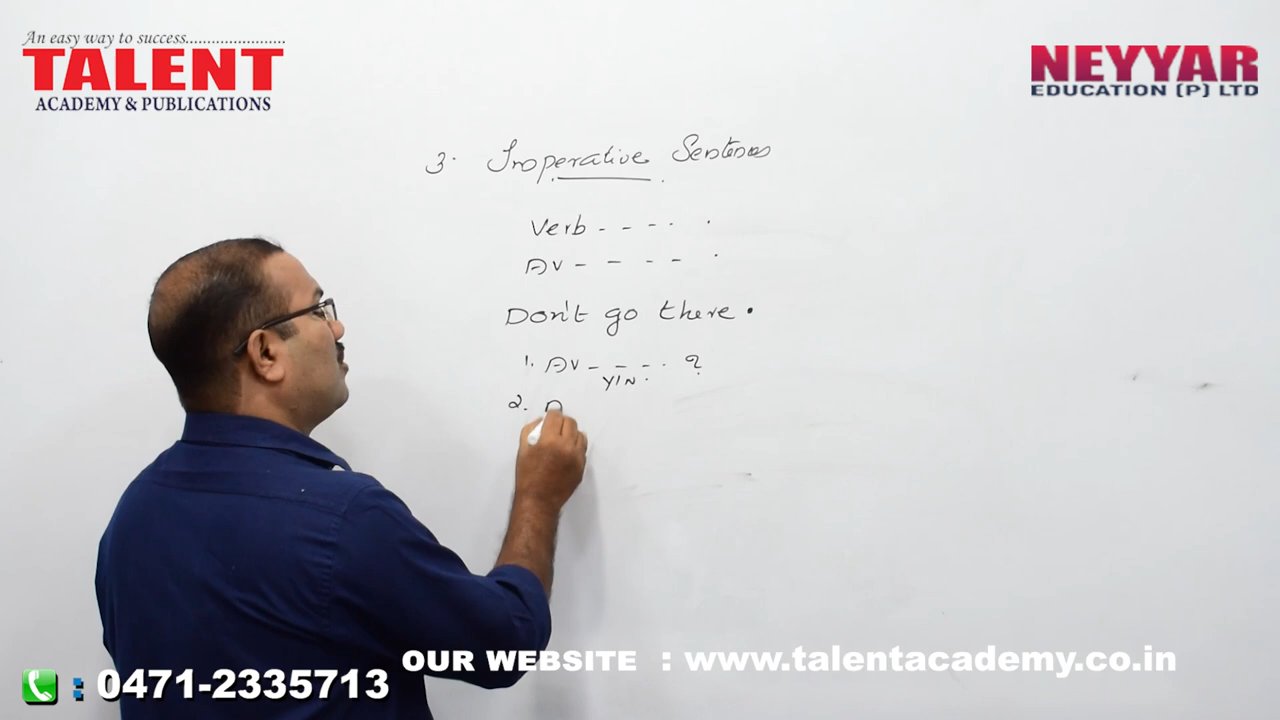 An easy way to success.......................
TALENT
ACADEMY & PUBLICATIONS
NEYYAR
EDUCATION (P) LTD
3. Imperative Sentences
Verb - - - - .
AV - - - - .
Don't go there.
1. AV - - - - ?
Y/N.
2.
OUR WEBSITE : www.talentacademy.co.in
: 0471-2335713